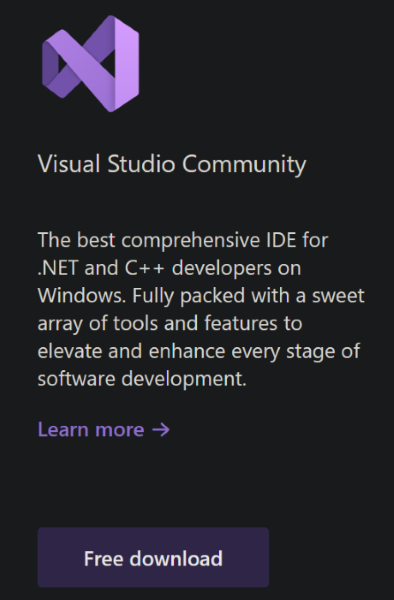 Visual Studio Community
The best comprehensive IDE for
.NET and C++ developers on
Windows. Fully packed with a sweet
array of tools and features to
elevate and enhance every stage of
software development.
Learn more →
Free download